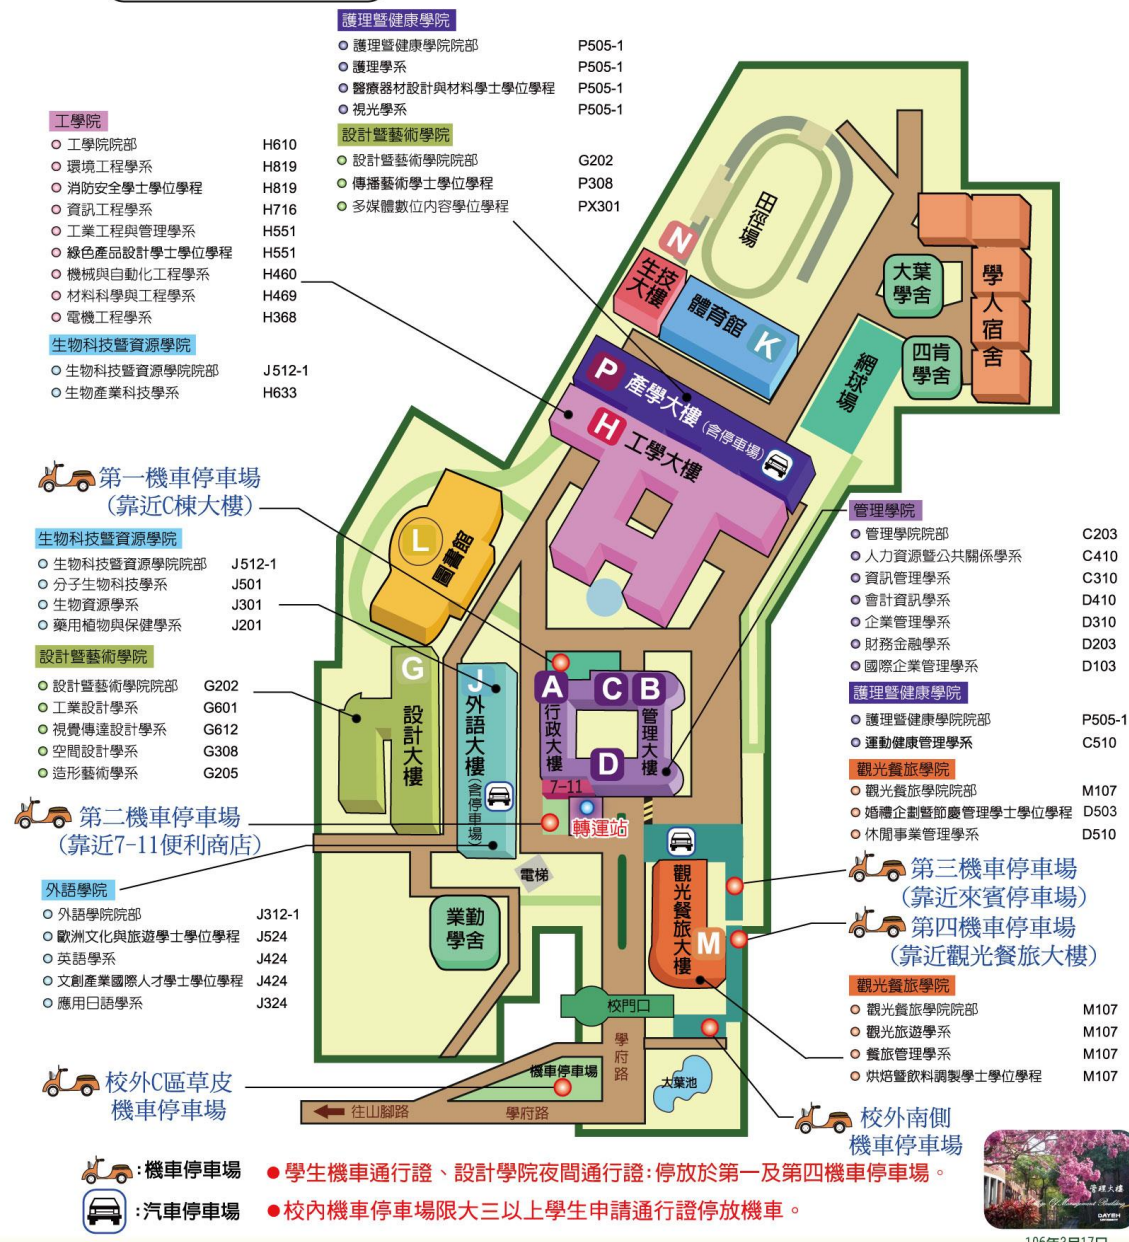 護理暨健康學院
護理暨健康學院院部 P505-1
護理學系 P505-1
醫療器材設計與材料學士學位學程 P505-1
視光學系 P505-1
設計暨藝術學院
設計暨藝術學院院部 G202
傳播藝術學士學位學程 P308
多媒體數位內容學位學程 PX301
工學院
工學院院部 H610
環境工程學系 H819
消防安全學士學位學程 H819
資訊工程學系 H716
工業工程與管理學系 H551
綠色產品設計學士學位學程 H551
機械與自動化工程學系 H460
材料科學與工程學系 H469
電機工程學系 H368
生物科技暨資源學院
生物科技暨資源學院院部 J512-1
生物產業科技學系 H633
第一機車停車場
(靠近C棟大樓)
生物科技暨資源學院
生物科技暨資源學院院部 J512-1
分子生物科技學系 J501
生物資源學系 J301
藥用植物與保健學系 J201
設計暨藝術學院
設計暨藝術學院院部 G202
工業設計學系 G601
視覺傳達設計學系 G612
空間設計學系 G308
造形藝術學系 G205
第二機車停車場
(靠近7-11便利商店)
外語學院
外語學院院部 J312-1
歐洲文化與旅遊學士學位學程 J524
英語學系 J424
文創產業國際人才學士學位學程 J424
應用日語學系 J324
校外C區草皮
機車停車場
田徑場
N
生技
大樓
體育館 K
大葉
學舍
四肯
學舍
學人宿舍
網球場
P 產學大樓(含停車場)
H 工學大樓
L
圖書館
G
設計大樓
J
外語大樓(含停車場)
A
行政大樓
C
B
管理大樓
D
7-11
轉運站
電梯
業勤
學舍
觀光餐旅大樓
M
校門口
學府路
機車停車場
大葉池
往山腳路
學府路
管理學院
管理學院院部 C203
人力資源暨公共關係學系 C410
資訊管理學系 C310
會計資訊學系 D410
企業管理學系 D310
財務金融學系 D203
國際企業管理學系 D103
護理暨健康學院
護理暨健康學院院部 P505-1
運動健康管理學系 C510
觀光餐旅學院
觀光餐旅學院院部 M107
婚禮企劃暨節慶管理學士學位學程 D503
休閒事業管理學系 D510
第三機車停車場
(靠近來賓停車場)
第四機車停車場
(靠近觀光餐旅大樓)
觀光餐旅學院
觀光餐旅學院院部 M107
觀光旅遊學系 M107
餐旅管理學系 M107
烘焙暨飲料調製學士學位學程 M107
校外南側
機車停車場
:機車停車場
●學生機車通行證、設計學院夜間通行證:停放於第一及第四機車停車場。
:汽車停車場
●校內機車停車場限大三以上學生申請通行證停放機車。
管理大樓
DAYEH
106年3月17日